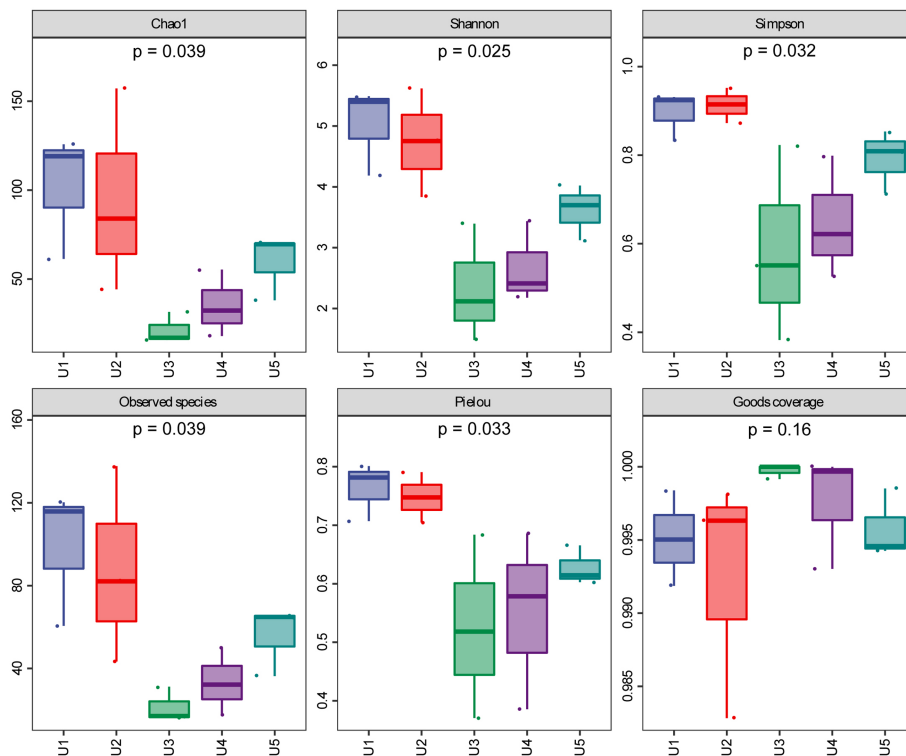 Chao1
p = 0.039
150
100
50
U1 U2 U3 U4 U5
Shannon
p = 0.025
6
5
4
3
2
U1 U2 U3 U4 U5
Simpson
p = 0.032
1.0
0.8
0.6
0.4
U1 U2 U3 U4 U5
Observed species
p = 0.039
160
120
80
40
U1 U2 U3 U4 U5
Pielou
p = 0.033
0.8
0.7
0.6
0.5
0.4
U1 U2 U3 U4 U5
Goods coverage
p = 0.16
1.000
0.995
0.990
0.985
U1 U2 U3 U4 U5